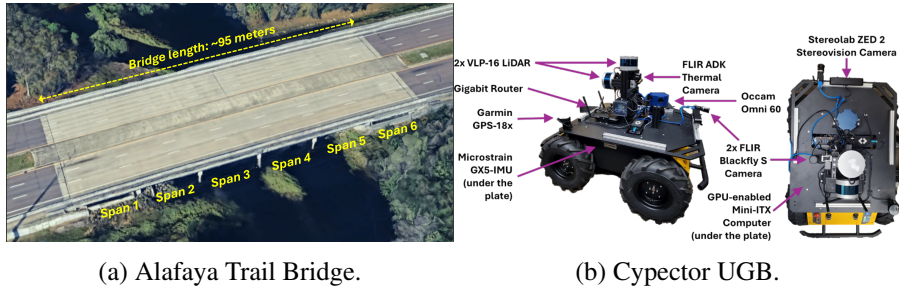 Bridge length: ~95 meters
Span 1
Span 2
Span 3
Span 4
Span 5
Span 6
2x VLP-16 LiDAR
Gigabit Router
Garmin
GPS-18x
Microstrain
GX5-IMU
(under the
plate)
FLIR ADK
Thermal
Camera
Occam
Omni 60
2x FLIR
Blackfly S
Camera
GPU-enabled
Mini-ITX
Computer
(under the plate)
Stereolab ZED 2
Stereovision Camera
(a) Alafaya Trail Bridge.
(b) Cypector UGB.